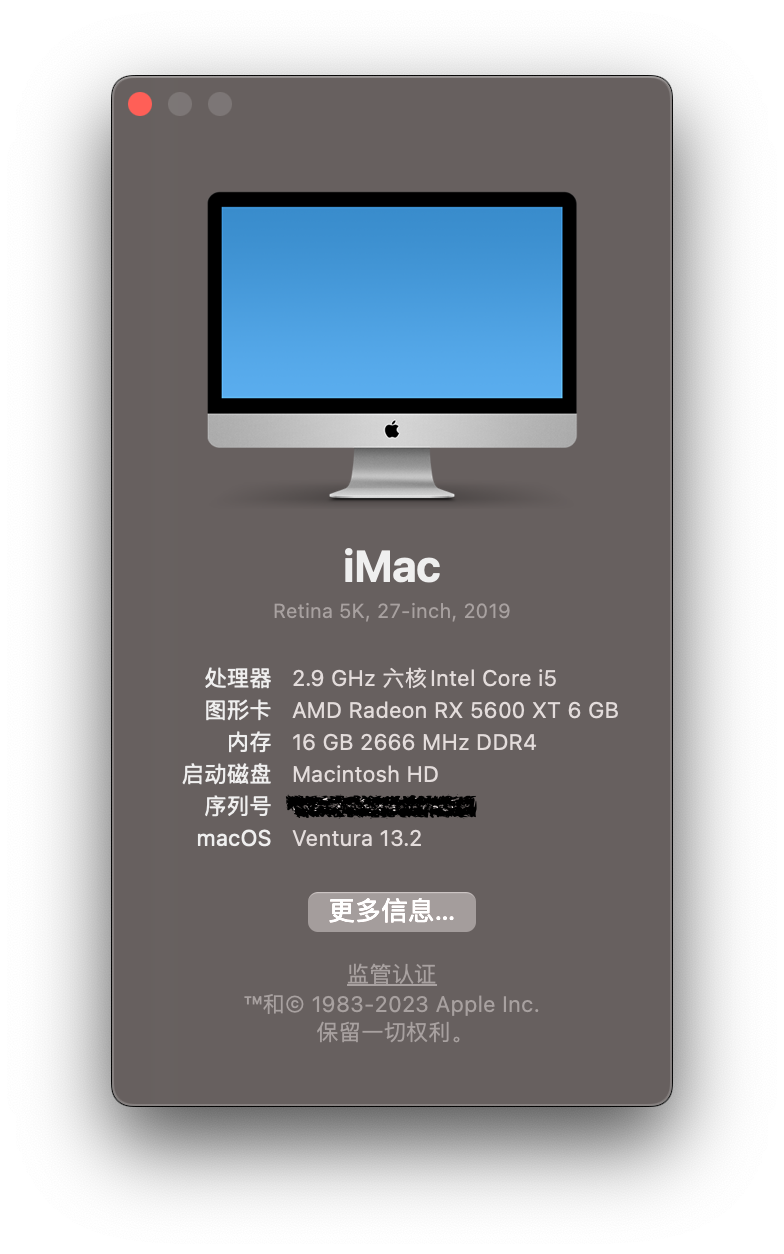 iMac
Retina 5K, 27-inch, 2019
处理器 2.9 GHz 六核Intel Core i5
图形卡 AMD Radeon RX 5600 XT 6 GB
内存 16 GB 2666 MHz DDR4
启动磁盘 Macintosh HD
序列号
macOS Ventura 13.2
更多信息...
监管认证
™和© 1983-2023 Apple Inc.
保留一切权利。